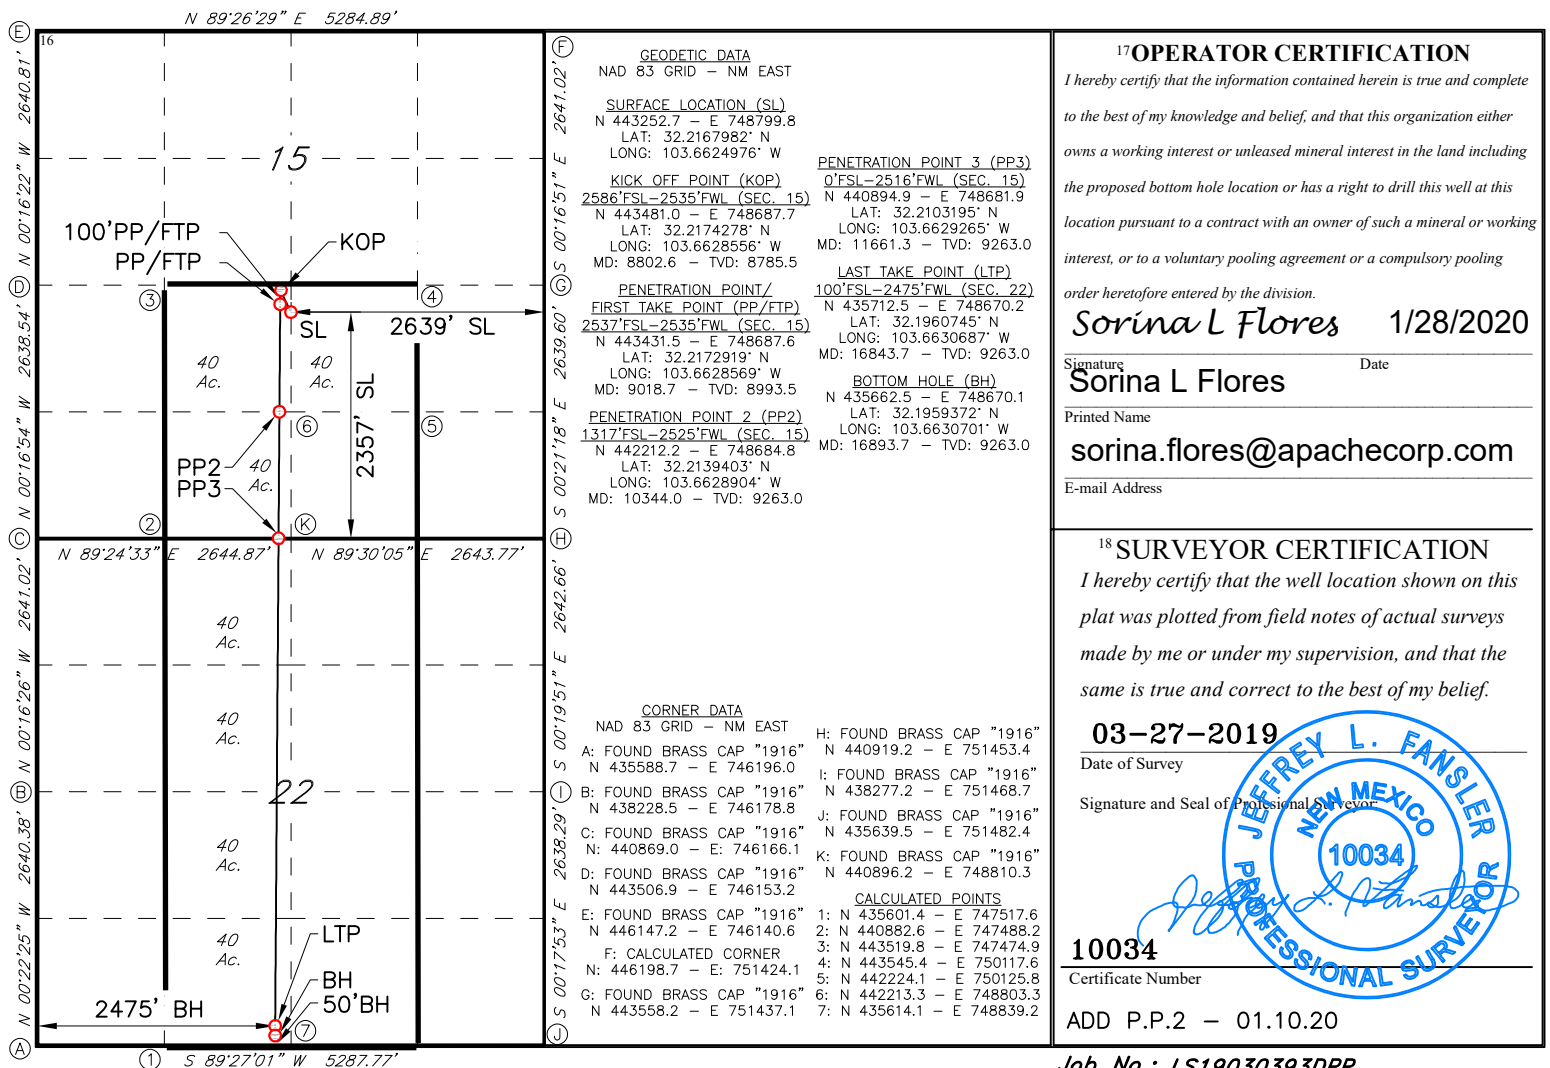 N 89°26'29" E 5284.89'
E
16
F
N 00°16'22" W 2640.81'
S 00°16'51" E 2641.02'
15
100'PP/FTP
PP/FTP
KOP
D
3
4
G
SL
2639' SL
N 00°16'54" W 2638.54'
S 00°21'18" E 2639.60'
40
Ac.
40
Ac.
2357' SL
6
5
PP2
PP3
40
Ac.
2
K
C
H
N 89°24'33" E 2644.87'
N 89°30'05" E 2643.77'
N 00°16'26" W 2641.02'
S 00°19'51" E 2642.66'
40
Ac.
40
Ac.
B
22
I
N 00°22'25" W 2640.38'
S 00°17'53" E 2638.29'
40
Ac.
40
Ac.
LTP
BH
50'BH
2475' BH
7
A
J
1
S 89°27'01" W 5287.77'
GEODETIC DATA
NAD 83 GRID – NM EAST
SURFACE LOCATION (SL)
N 443252.7 – E 748799.8
LAT: 32.2167982° N
LONG: 103.6624976° W
KICK OFF POINT (KOP)
2586'FSL–2535'FWL (SEC. 15)
N 443481.0 – E 748687.7
LAT: 32.2174278° N
LONG: 103.6628556° W
MD: 8802.6 – TVD: 8785.5
PENETRATION POINT/
FIRST TAKE POINT (PP/FTP)
2537'FSL–2535'FWL (SEC. 15)
N 443431.5 – E 748687.6
LAT: 32.2172919° N
LONG: 103.6628569° W
MD: 9018.7 – TVD: 8993.5
PENETRATION POINT 2 (PP2)
1317'FSL–2525'FWL (SEC. 15)
N 442212.2 – E 748684.8
LAT: 32.2139403° N
LONG: 103.6628904° W
MD: 10344.0 – TVD: 9263.0
PENETRATION POINT 3 (PP3)
0'FSL–2516'FWL (SEC. 15)
N 440894.9 – E 748681.9
LAT: 32.2103195° N
LONG: 103.6629265° W
MD: 11661.3 – TVD: 9263.0
LAST TAKE POINT (LTP)
100'FSL–2475'FWL (SEC. 22)
N 435712.5 – E 748670.2
LAT: 32.1960745° N
LONG: 103.6630687° W
MD: 16843.7 – TVD: 9263.0
BOTTOM HOLE (BH)
N 435662.5 – E 748670.1
LAT: 32.1959372° N
LONG: 103.6630701° W
MD: 16893.7 – TVD: 9263.0
CORNER DATA
NAD 83 GRID – NM EAST
A: FOUND BRASS CAP "1916"
N 435588.7 – E 746196.0
B: FOUND BRASS CAP "1916"
N 438228.5 – E 746178.8
C: FOUND BRASS CAP "1916"
N: 440869.0 – E: 746166.1
D: FOUND BRASS CAP "1916"
N 443506.9 – E 746153.2
E: FOUND BRASS CAP "1916"
N 446147.2 – E 746140.6
F: CALCULATED CORNER
N: 446198.7 – E: 751424.1
G: FOUND BRASS CAP "1916"
N 443558.2 – E 751437.1
H: FOUND BRASS CAP "1916"
N 440919.2 – E 751453.4
I: FOUND BRASS CAP "1916"
N 438277.2 – E 751468.7
J: FOUND BRASS CAP "1916"
N 435639.5 – E 751482.4
K: FOUND BRASS CAP "1916"
N 440896.2 – E 748810.3
CALCULATED POINTS
1: N 435601.4 – E 747517.6
2: N 440882.6 – E 747488.2
3: N 443519.8 – E 747474.9
4: N 443545.4 – E 750117.6
5: N 442224.1 – E 750125.8
6: N 442213.3 – E 748803.3
7: N 435614.1 – E 748839.2
17 OPERATOR CERTIFICATION
I hereby certify that the information contained herein is true and complete
to the best of my knowledge and belief, and that this organization either
owns a working interest or unleased mineral interest in the land including
the proposed bottom hole location or has a right to drill this well at this
location pursuant to a contract with an owner of such a mineral or working
interest, or to a voluntary pooling agreement or a compulsory pooling
order heretofore entered by the division.
Sorina L Flores 1/28/2020
Signature Date
Sorina L Flores
Printed Name
sorina.flores@apachecorp.com
E-mail Address
18 SURVEYOR CERTIFICATION
I hereby certify that the well location shown on this
plat was plotted from field notes of actual surveys
made by me or under my supervision, and that the
same is true and correct to the best of my belief.
03–27–2019
Date of Survey
Signature and Seal of Profesional Surveyor:
JEFFREY L. FANSLER
NEW MEXICO
10034
PROFESSIONAL SURVEYOR
Jeffrey L. Fansler
10034
Certificate Number
ADD P.P.2 – 01.10.20
Job No.: LS19030393DPP